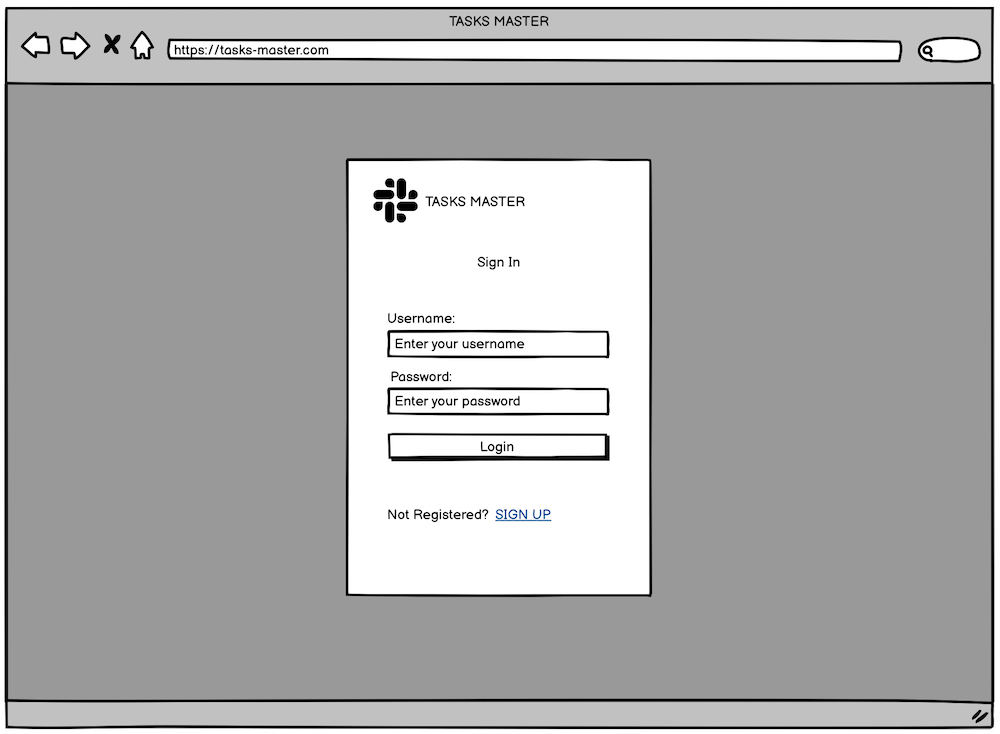 TASKS MASTER
https://tasks-master.com
TASKS MASTER
Sign In
Username:
Enter your username
Password:
Enter your password
Login
Not Registered? SIGN UP